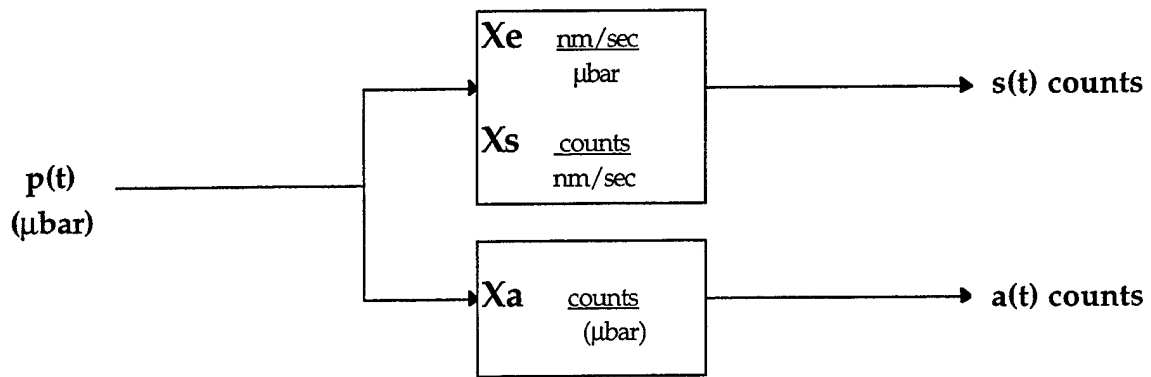 Xe nm/sec
μbar
s(t) counts
Xs counts
nm/sec
p(t)
(μbar)
Xa counts
(μbar)
a(t) counts